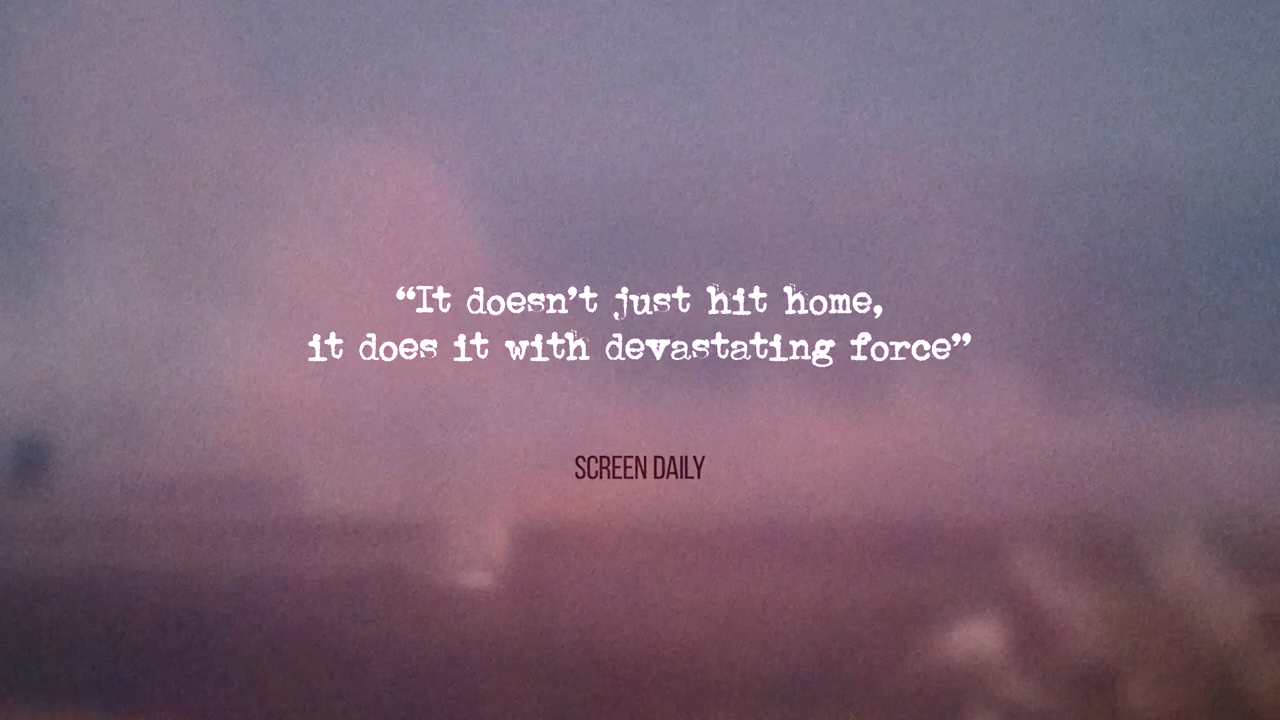 “It doesn’t just hit home,
it does it with devastating force”
SCREEN DAILY